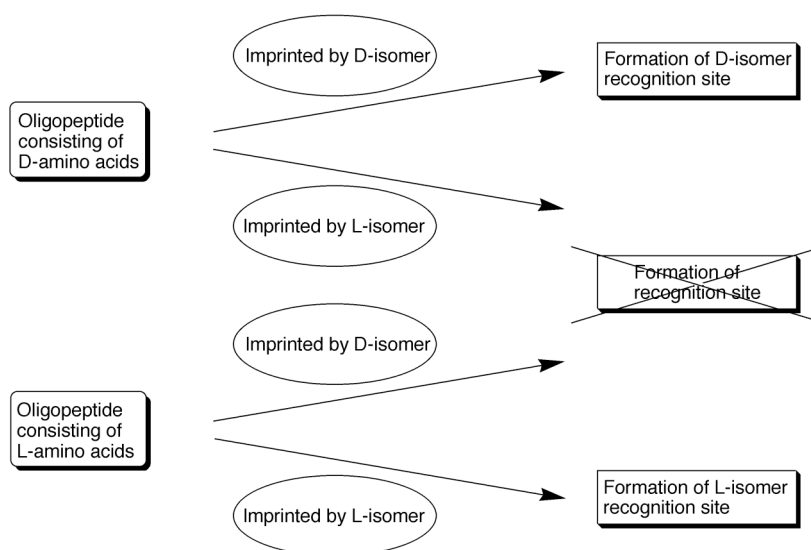 Imprinted by D-isomer
Formation of D-isomer
recognition site
Oligopeptide
consisting of
D-amino acids
Imprinted by L-isomer
Formation of
recognition site
Imprinted by D-isomer
Oligopeptide
consisting of
L-amino acids
Formation of L-isomer
recognition site
Imprinted by L-isomer